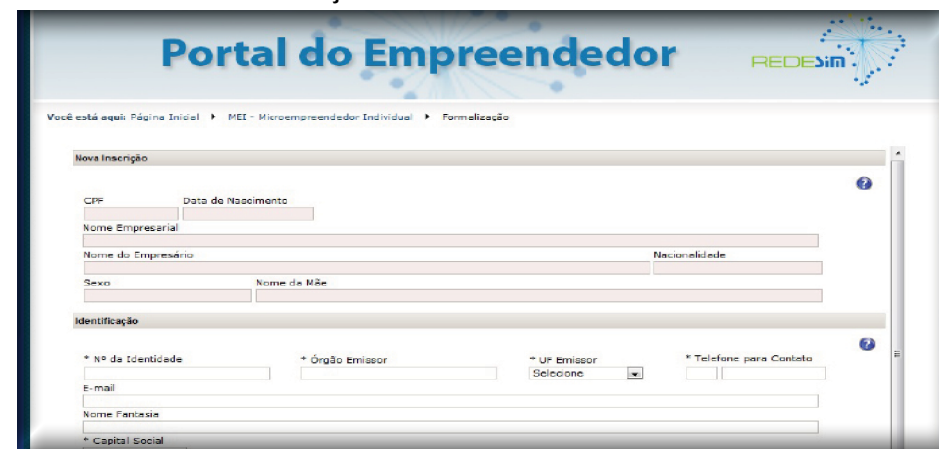 Portal do Empreendedor
REDESiM
Você está aqui: Página Inicial MEI - Microempreendedor Individual Formalização
Nova Inscrição
CPF Data de Nascimento
Nome Empresarial
Nome do Empresário Nacionalidade
Sexo Nome da Mãe
Identificação
* Nº da Identidade * Órgão Emissor * UF Emissor * Telefone para Contato
Selecione
E-mail
Nome Fantasia
* Capital Social